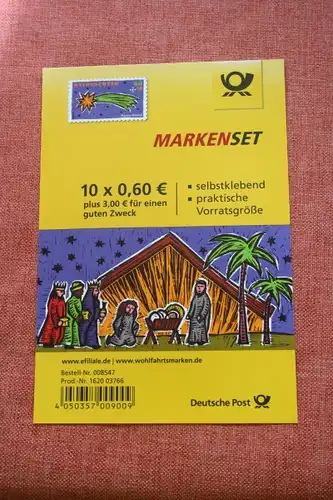 WEIHNACHTEN
MARKENSET
10 x 0,60 €
plus 3,00 € für einen
guten Zweck
▪ selbstklebend
▪ praktische
Vorratsgröße
www.efiliale.de | www.wohlfahrtsmarken.de
Bestell-Nr. 008547
Prod.-Nr. 1620 03766
4 050357 009009
Deutsche Post